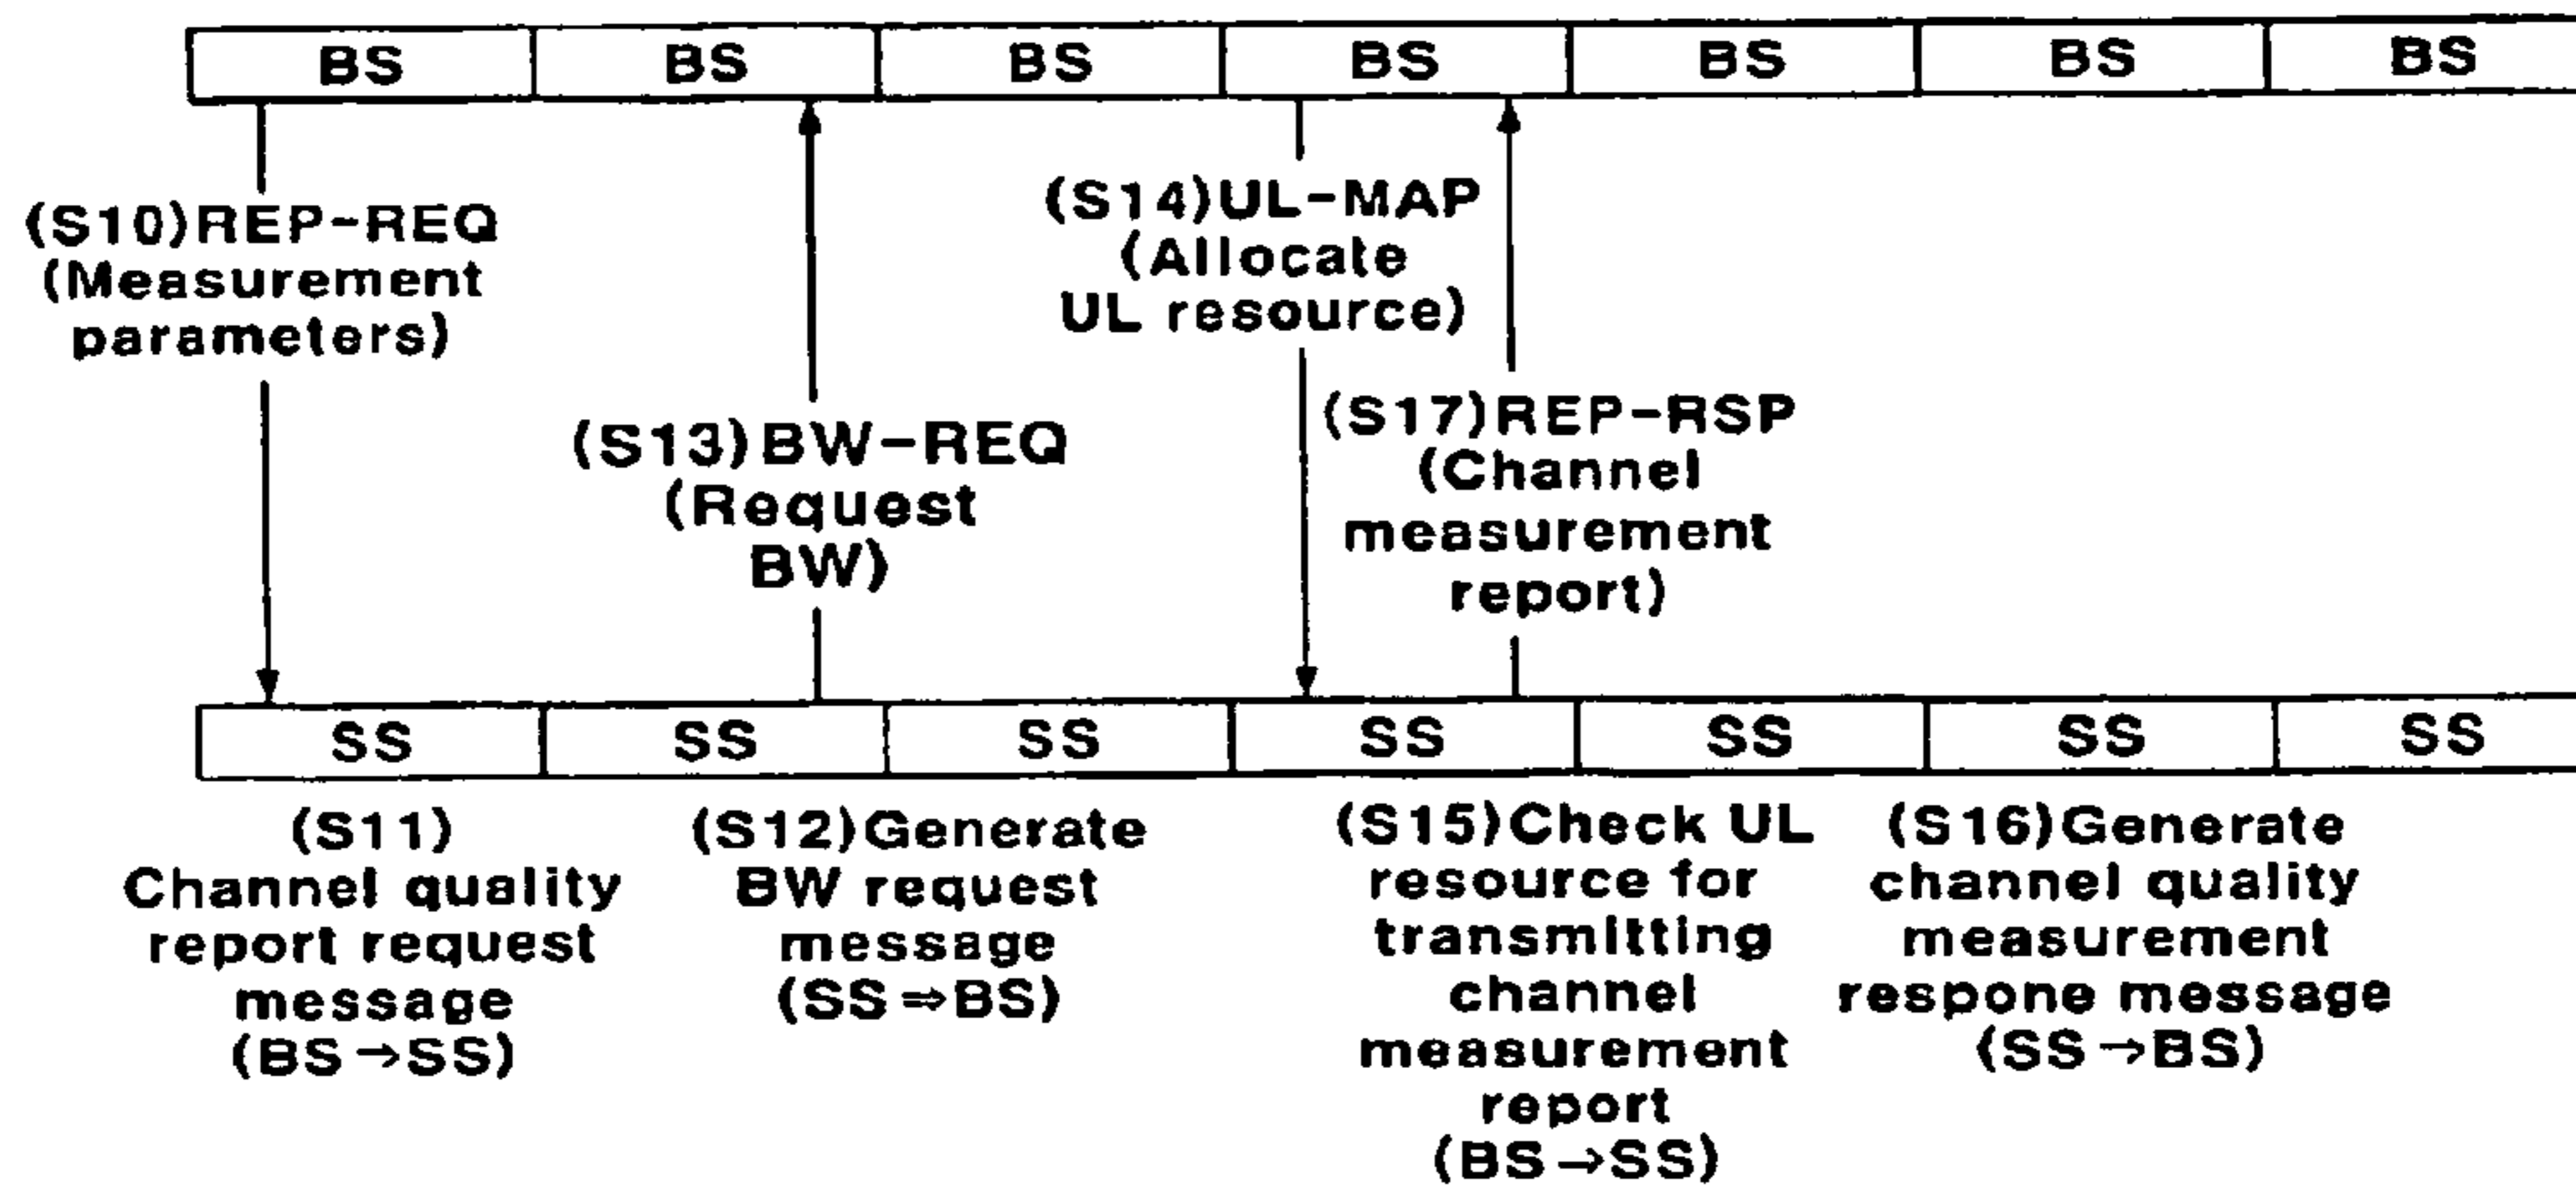 BS BS BS BS BS BS BS
(S10)REP-REQ
(Measurement
parameters)
(S13)BW-REQ
(Request
BW)
(S14)UL-MAP
(Allocate
UL resource)
(S17)REP-RSP
(Channel
measurement
report)
SS SS SS SS SS SS SS
(S11)
Channel quality
report request
message
(BS→SS)
(S12)Generate
BW request
message
(SS⇒BS)
(S15)Check UL
resource for
transmitting
channel
measurement
report
(BS→SS)
(S16)Generate
channel quality
measurement
respone message
(SS→BS)